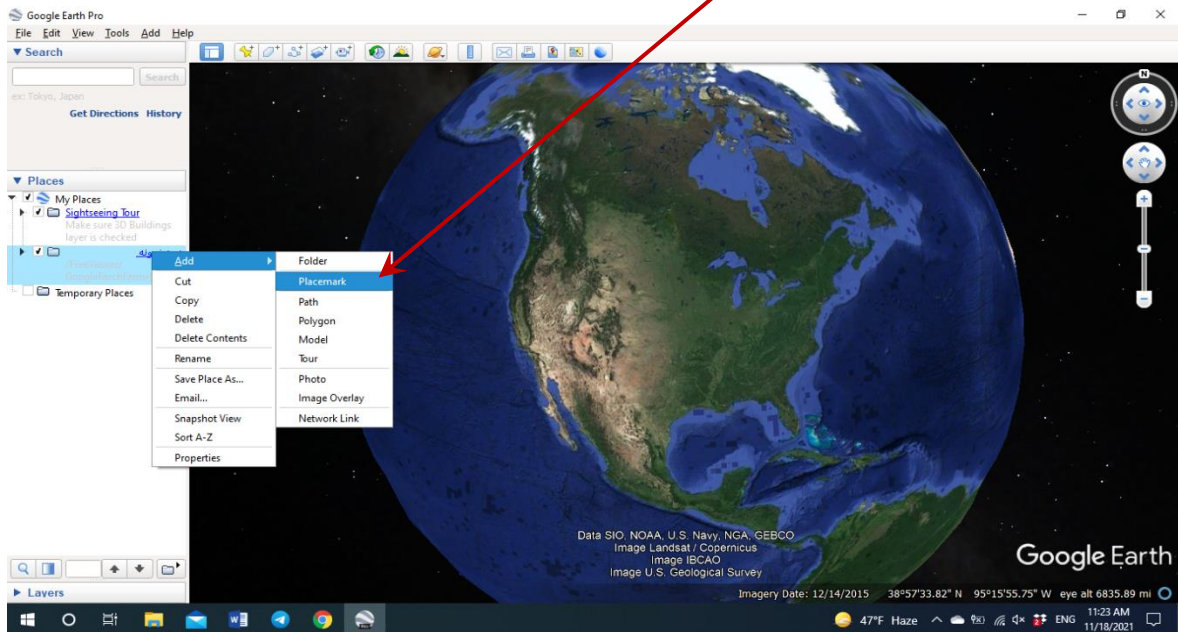 Google Earth Pro
File Edit View Tools Add Help
▼ Search
Search
ex: Tokyo, Japan
Get Directions History
▼ Places
My Places
Sightseeing Tour
Make sure 3D Buildings
layer is checked
Temporary Places
Add
Cut
Copy
Delete
Delete Contents
Rename
Save Place As...
Email...
Snapshot View
Sort A-Z
Properties
Folder
Placemark
Path
Polygon
Model
Tour
Photo
Image Overlay
Network Link
N
Data SIO, NOAA, U.S. Navy, NGA, GEBCO
Image Landsat / Copernicus
Image IBCAO
Image U.S. Geological Survey
Google Earth
Imagery Date: 12/14/2015 38°57'33.82" N 95°15'55.75" W eye alt 6835.89 mi
▶ Layers
47°F Haze ENG 11:23 AM
11/18/2021